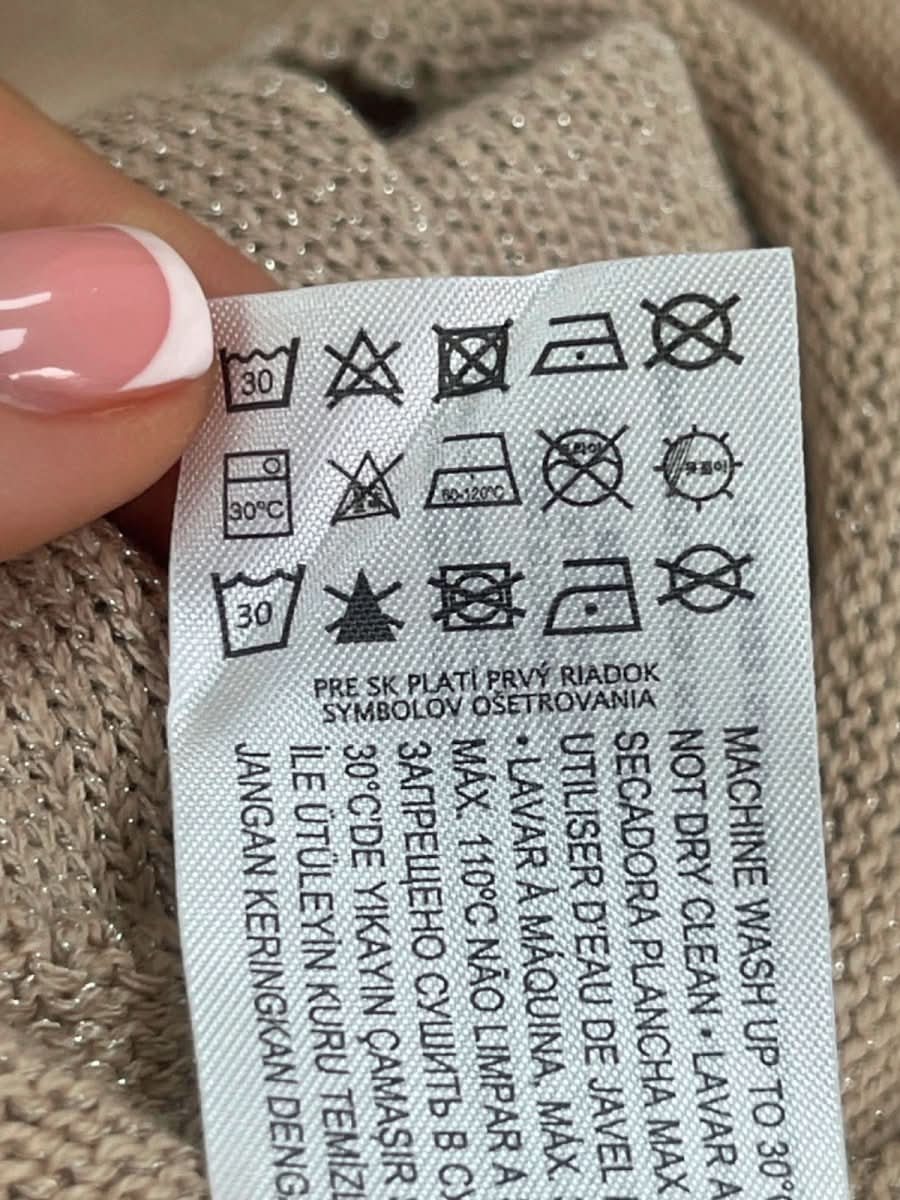 30
30°C
60-120°C
30
PRE SK PLATÍ PRVÝ RIADOK
SYMBOLOV OŠETROVANIA
MACHINE WASH UP TO 30°
NOT DRY CLEAN • LAVAR A
SECADORA PLANCHA MAX
UTILISER D'EAU DE JAVEL
• LAVAR À MÁQUINA, MÁX.
MÁX. 110°C NÃO LIMPAR A
ЗАПРЕЩЕНО СУШИТЬ В
30°C'DE YIKAYIN ÇAMAŞIR
İLE ÜTÜLEYİN KURU
JANGAN KERINGKAN